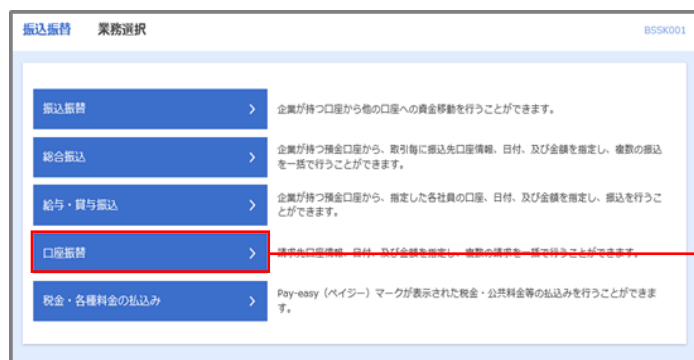 振込振替 業務選択 BSSK001
振込振替 企業が持つ口座から他の口座への資金移動を行うことができます。
総合振込 企業が持つ預金口座から、取引毎に振込先口座情報、日付、及び金額を指定し、複数の振込
を一括で行うことができます。
給与・賞与振込 企業が持つ預金口座から、指定した各社員の口座、日付、及び金額を指定し、振込を行うこ
とができます。
口座振替 請求先口座情報、日付、及び金額を指定し、複数の請求を一括で行うことができます。
税金・各種料金の払込み Pay-easy（ペイジー）マークが表示された税金・公共料金等の払込みを行うことができま
す。